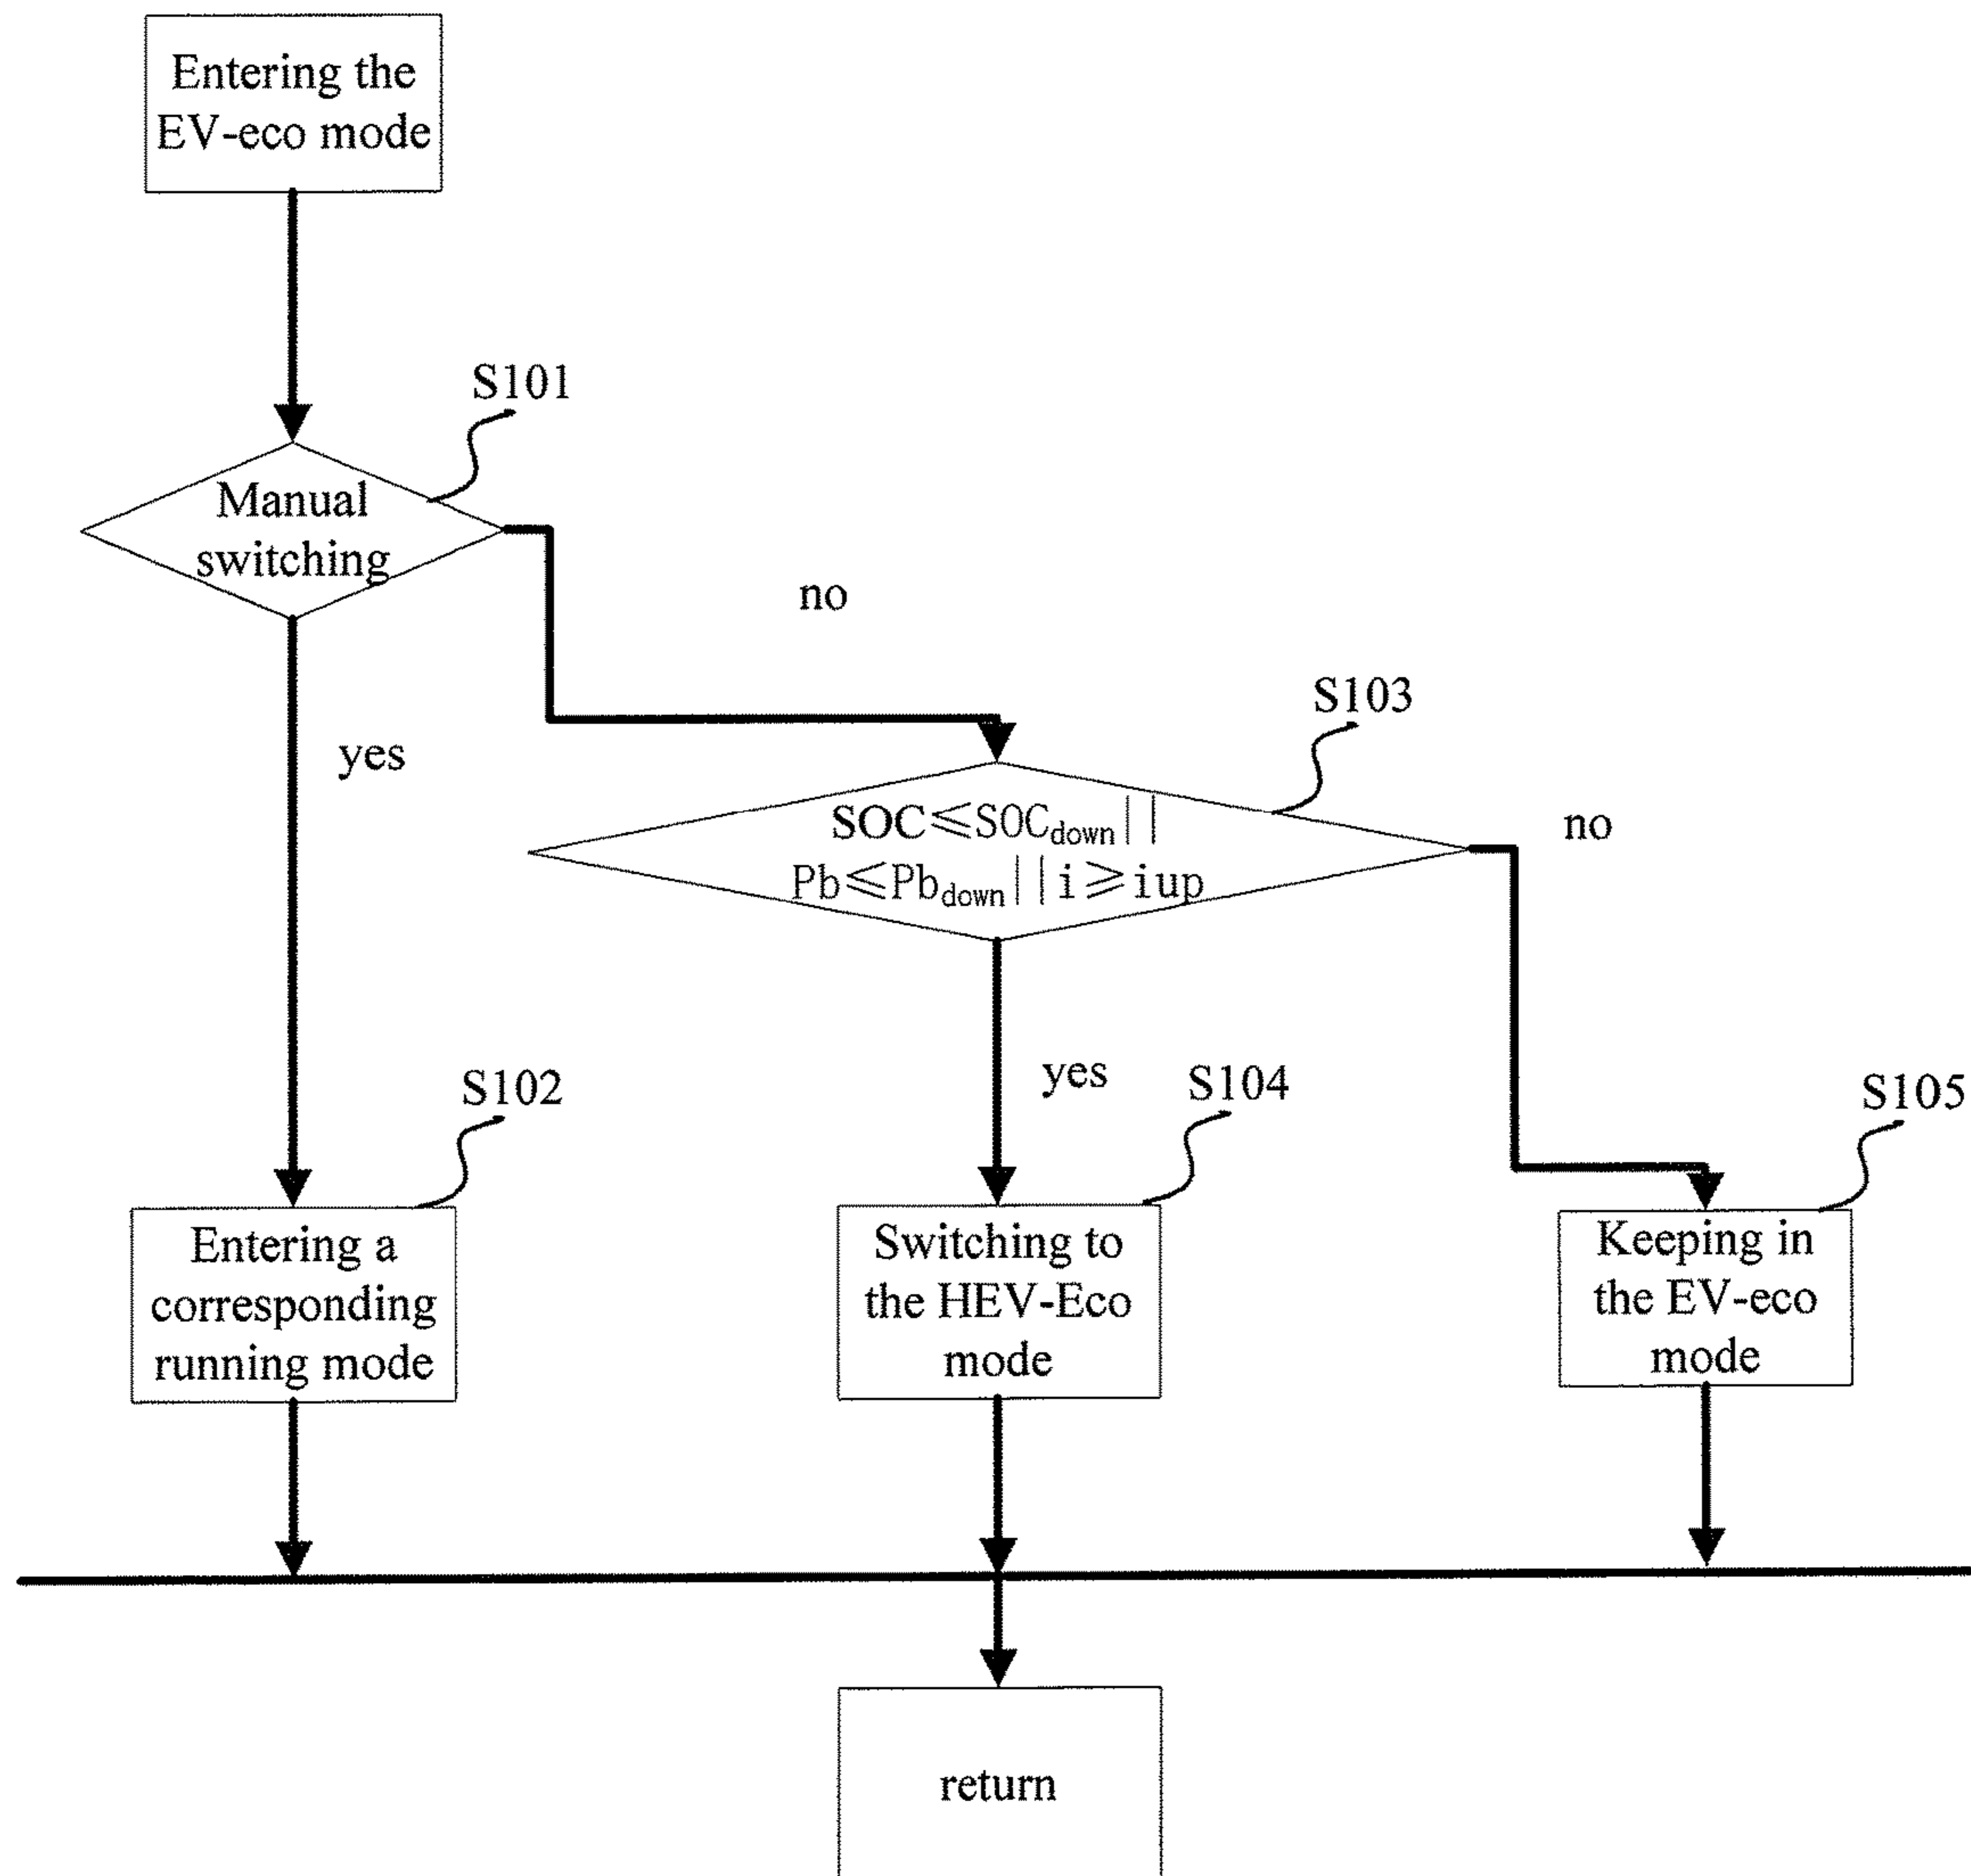 Entering the
EV-eco mode
S101
Manual
switching
no
yes
S103
SOC≤SOCdown||
Pb≤Pbdown||i≥iup
no
yes
S102
S104
S105
Entering a
corresponding
running mode
Switching to
the HEV-Eco
mode
Keeping in
the EV-eco
mode
return